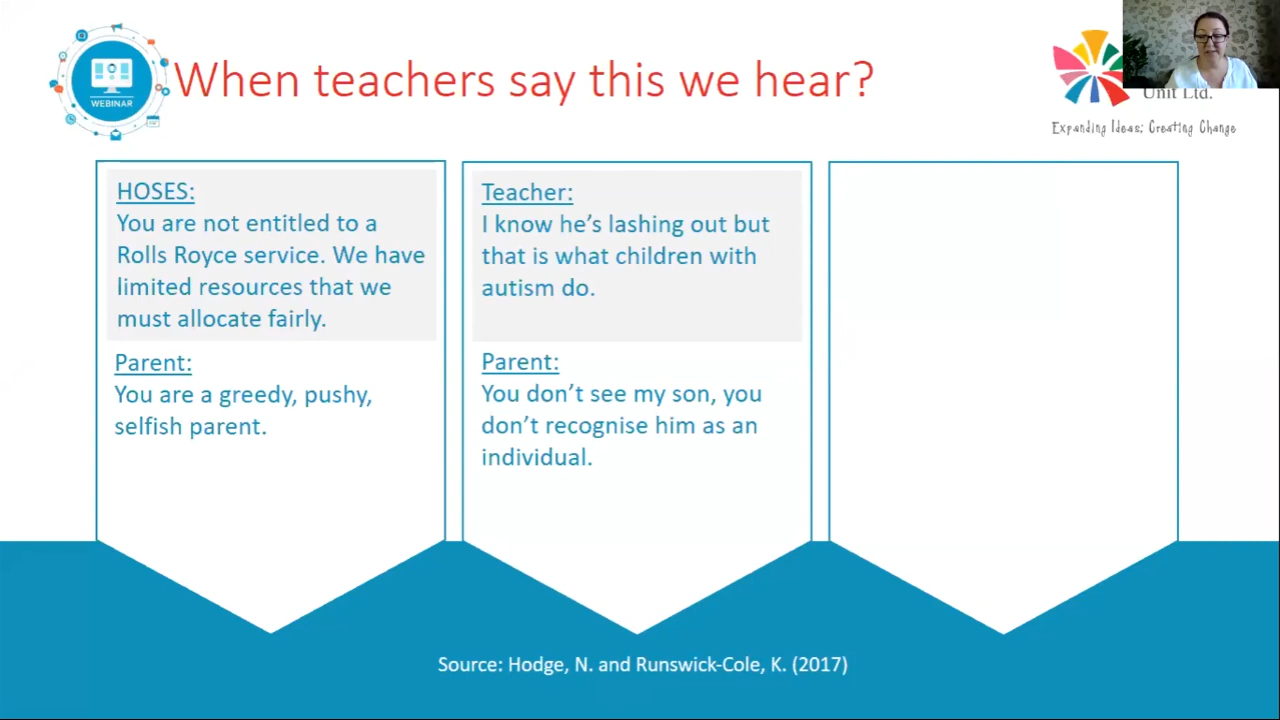 WEBINAR
When teachers say this we hear?
Unit Ltd.
Expanding Ideas; Creating Change
HOSES:
You are not entitled to a
Rolls Royce service. We have
limited resources that we
must allocate fairly.
Parent:
You are a greedy, pushy,
selfish parent.
Teacher:
I know he’s lashing out but
that is what children with
autism do.
Parent:
You don’t see my son, you
don’t recognise him as an
individual.
Source: Hodge, N. and Runswick-Cole, K. (2017)